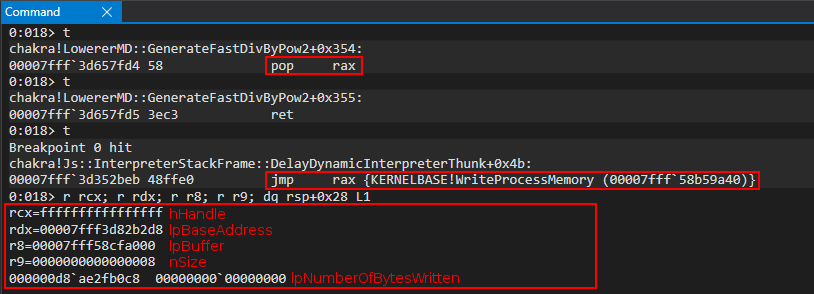 Command X
0:018> t
chakra!LowererMD::GenerateFastDivByPow2+0x354:
00007fff`3d657fd4 58 pop rax
0:018> t
chakra!LowererMD::GenerateFastDivByPow2+0x355:
00007fff`3d657fd5 3ec3 ret
0:018> t
Breakpoint 0 hit
chakra!Js::InterpreterStackFrame::DelayDynamicInterpreterThunk+0x4b:
00007fff`3d352beb 48ffe0 jmp rax {KERNELBASE!WriteProcessMemory (00007fff`58b59a40)}
0:018> r rcx; r rdx; r r8; r r9; dq rsp+0x28 L1
rcx=ffffffffffffffff hHandle
rdx=00007fff3d82b2d8 lpBaseAddress
r8=00007fff58cfa000 lpBuffer
r9=0000000000000008 nSize
000000d8`ae2fb0c8 00000000`00000000 lpNumberOfBytesWritten